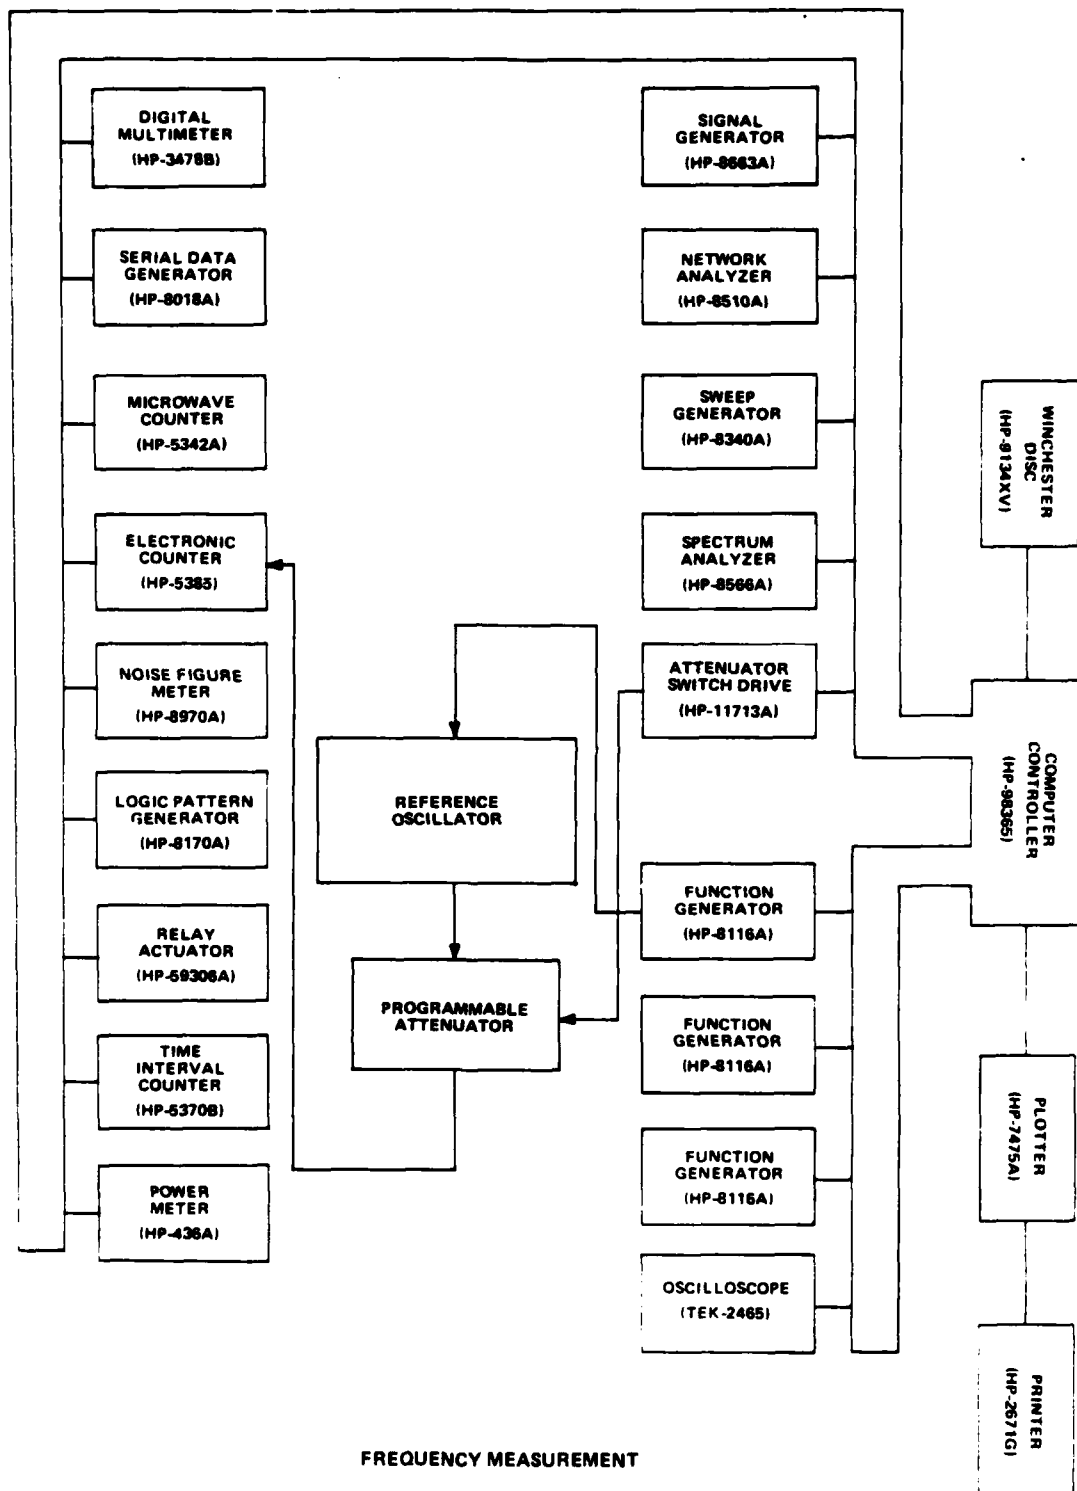 DIGITAL
MULTIMETER
(HP-3478B)
SERIAL DATA
GENERATOR
(HP-8018A)
MICROWAVE
COUNTER
(HP-5342A)
ELECTRONIC
COUNTER
(HP-5385)
NOISE FIGURE
METER
(HP-8970A)
LOGIC PATTERN
GENERATOR
(HP-8170A)
RELAY
ACTUATOR
(HP-59306A)
TIME
INTERVAL
COUNTER
(HP-5370B)
POWER
METER
(HP-436A)
REFERENCE
OSCILLATOR
PROGRAMMABLE
ATTENUATOR
SIGNAL
GENERATOR
(HP-8663A)
NETWORK
ANALYZER
(HP-8510A)
SWEEP
GENERATOR
(HP-8340A)
SPECTRUM
ANALYZER
(HP-8566A)
ATTENUATOR
SWITCH DRIVE
(HP-11713A)
FUNCTION
GENERATOR
(HP-8116A)
FUNCTION
GENERATOR
(HP-8116A)
FUNCTION
GENERATOR
(HP-8116A)
OSCILLOSCOPE
(TEK-2465)
WINCHESTER
DISC
(HP-9134XV)
COMPUTER
CONTROLLER
(HP-98365)
PLOTTER
(HP-7475A)
PRINTER
(HP-2671G)
FREQUENCY MEASUREMENT